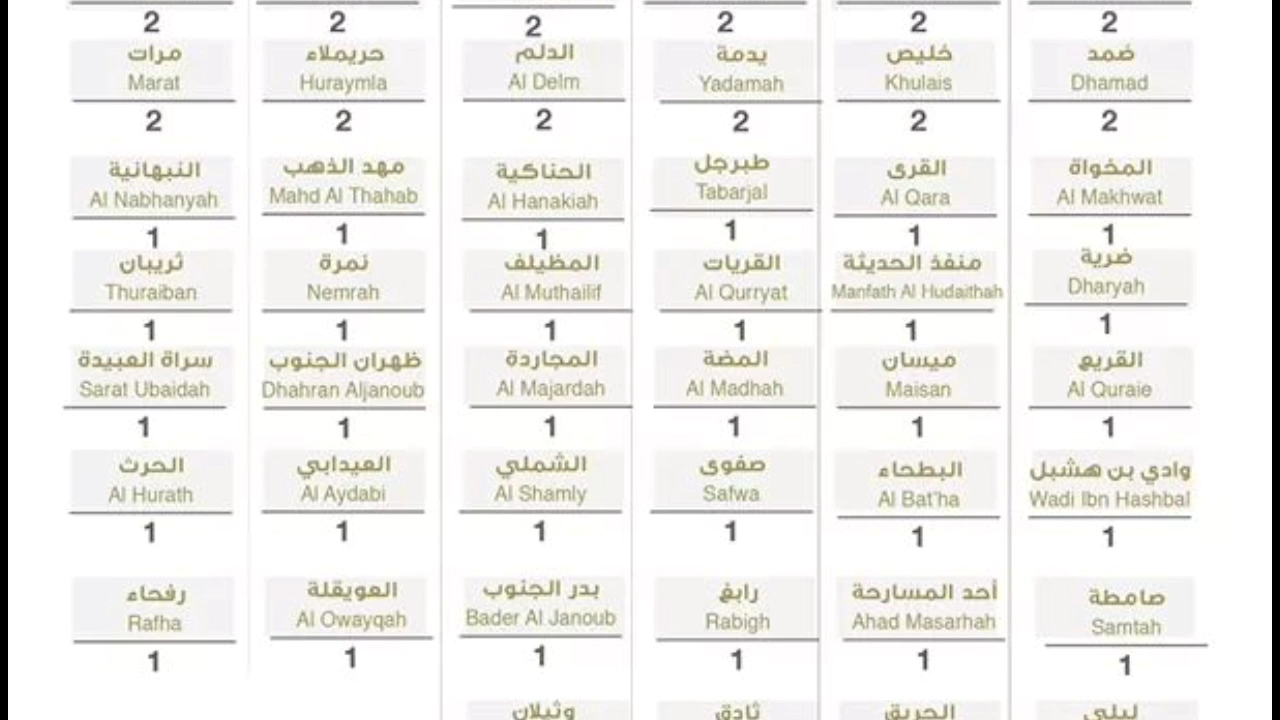 2 2 2 2 2 2
مرات حريملاء الدلم يدمة خليص ضمد
Marat Huraymla Al Delm Yadamah Khulais Dhamad
2 2 2 2 2 2
النبهانية مهد الذهب الحناكية طبرجل القرى المخواة
Al Nabhanyah Mahd Al Thahab Al Hanakiah Tabarjal Al Qara Al Makhwat
1 1 1 1 1 1
ثريبان نمرة المظيلف القريات منفذ الحديثة ضرية
Thuraiban Nemrah Al Muthailif Al Qurryat Manfath Al Hudaithah Dharyah
1 1 1 1 1 1
سراة العبيدة ظهران الجنوب المجاردة المضة ميسان القريع
Sarat Ubaidah Dhahran Aljanoub Al Majardah Al Madhah Maisan Al Quraie
1 1 1 1 1 1
الحرث العيدابي الشملي صفوى البطحاء وادي بن هشبل
Al Hurath Al Aydabi Al Shamly Safwa Al Bat'ha Wadi Ibn Hashbal
1 1 1 1 1 1
رفحاء العويقلة بدر الجنوب رابغ أحد المسارحة صامطة
Rafha Al Owayqah Bader Al Janoub Rabigh Ahad Masarhah Samtah
1 1 1 1 1 1
وثيلان ثادق الحريق ليلى